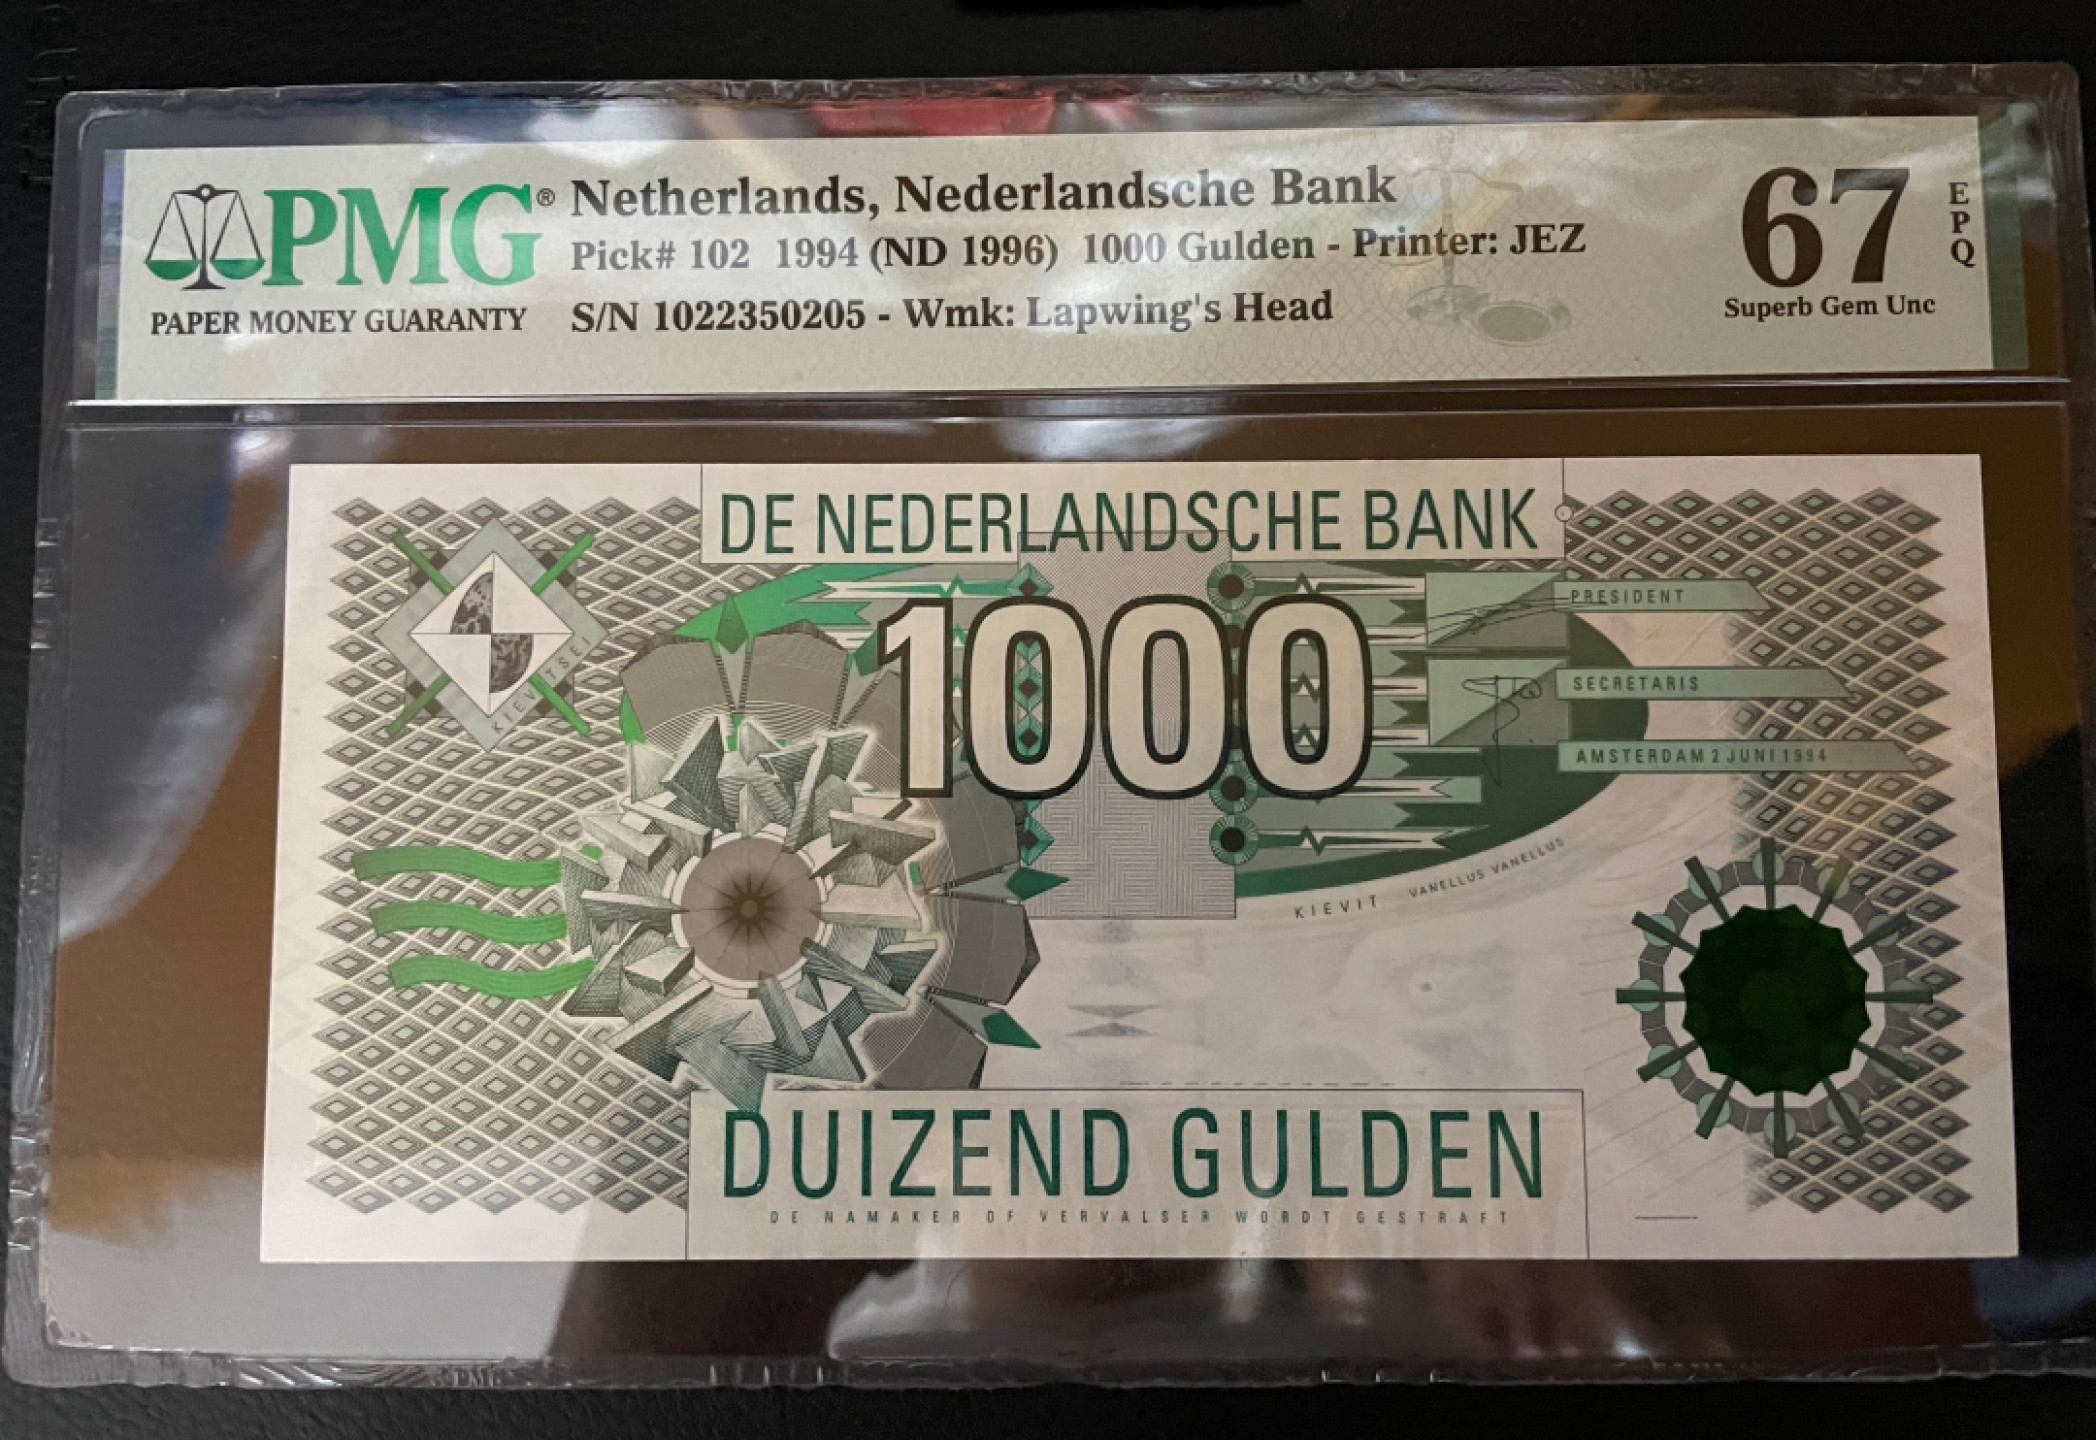 PMG®
PAPER MONEY GUARANTY
Netherlands, Nederlandsche Bank
Pick# 102 1994 (ND 1996) 1000 Gulden - Printer: JEZ
S/N 1022350205 - Wmk: Lapwing's Head
67
EPQ
Superb Gem Unc
DE NEDERLANDSCHE BANK
KIEVITSEI
1000
PRESIDENT
SECRETARIS
AMSTERDAM 2 JUNI 1994
KIEVIT VANELLUS VANELLUS
DUIZEND GULDEN
DE NAMAKER OF VERVALSER WORDT GESTRAFT
PMG